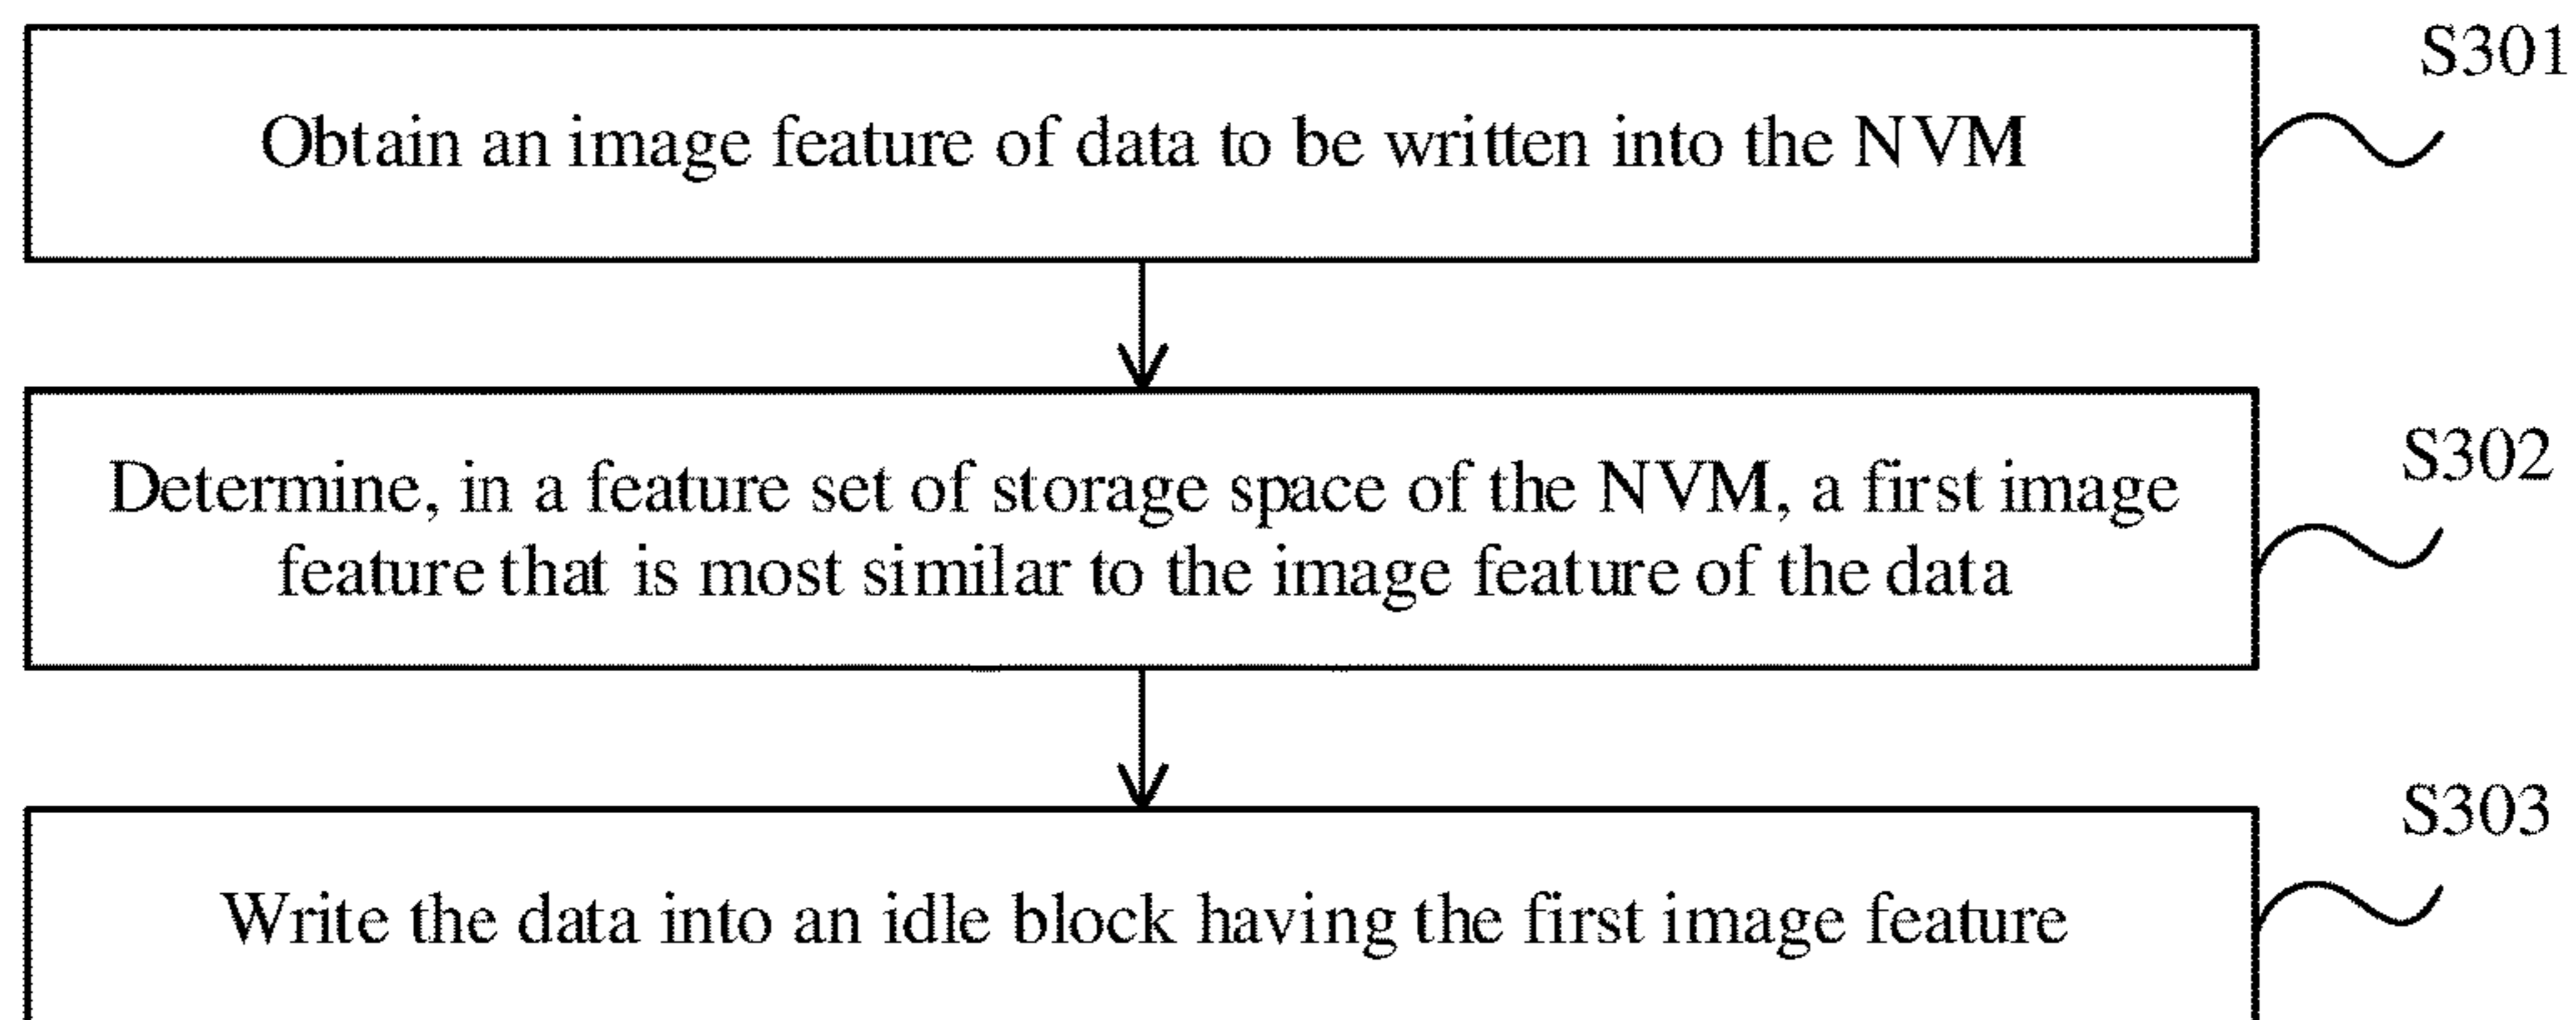 S301
Obtain an image feature of data to be written into the NVM
S302
Determine, in a feature set of storage space of the NVM, a first image
feature that is most similar to the image feature of the data
S303
Write the data into an idle block having the first image feature